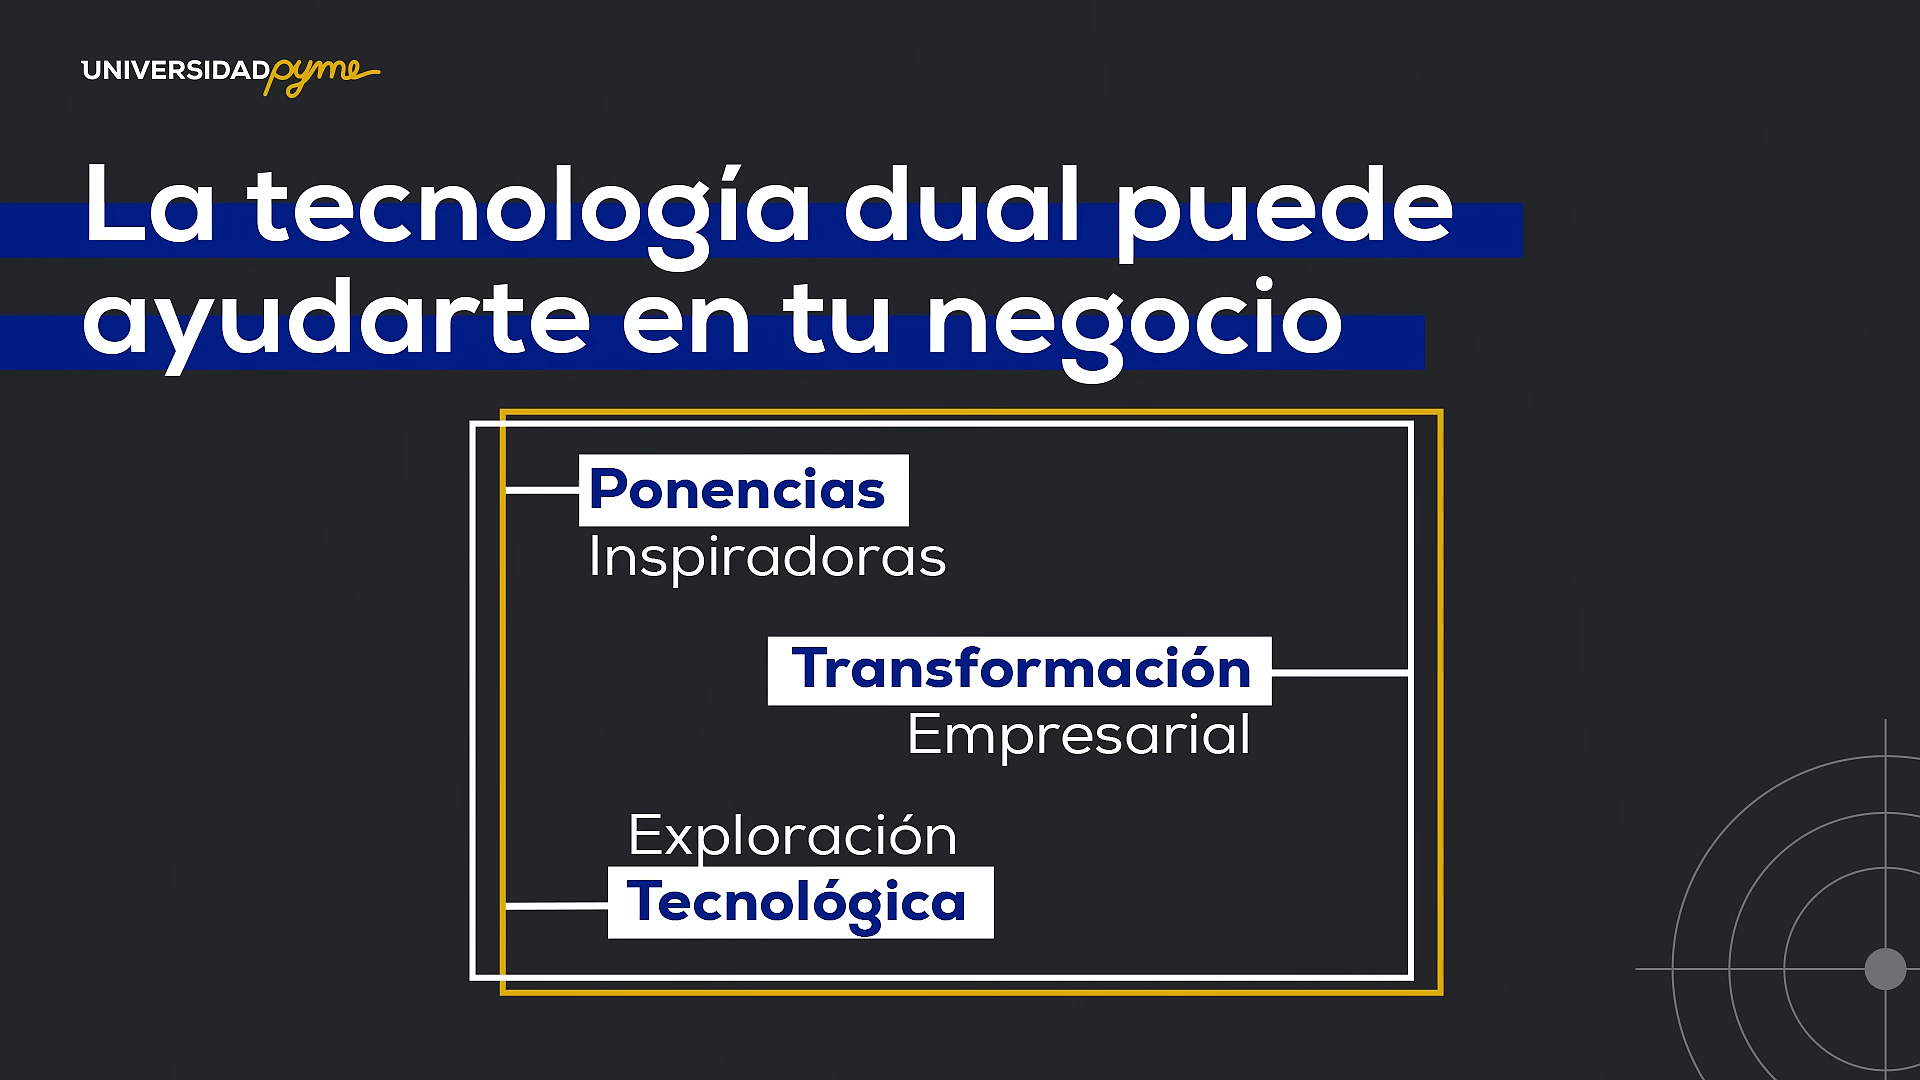 UNIVERSIDADpyme
La tecnología dual puede
ayudarte en tu negocio
Ponencias
Inspiradoras
Transformación
Empresarial
Exploración
Tecnológica